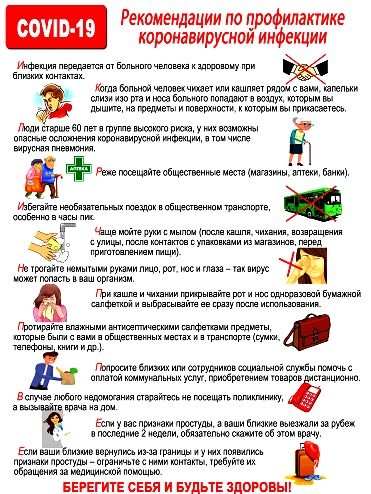 COVID-19
Рекомендации по профилактике
коронавирусной инфекции
Инфекция передается от больного человека к здоровому при
близких контактах.
Когда больной человек чихает или кашляет рядом с вами, капельки
слизи изо рта и носа больного попадают в воздух, которым вы
дышите, на предметы и поверхности, к которым вы прикасаетесь.
Люди старше 60 лет в группе высокого риска, у них возможны
опасные осложнения коронавирусной инфекции, в том числе
вирусная пневмония.
АПТЕКА
Реже посещайте общественные места (магазины, аптеки, банки).
Избегайте необязательных поездок в общественном транспорте,
особенно в часы пик.
Чаще мойте руки с мылом (после кашля, чихания, возвращения
с улицы, после контактов с упаковками из магазинов, перед
приготовлением пищи).
Не трогайте немытыми руками лицо, рот, нос и глаза – так вирус
может попасть в ваш организм.
При кашле и чихании прикрывайте рот и нос одноразовой бумажной
салфеткой и выбрасывайте ее сразу после использования.
Протирайте влажными антисептическими салфетками предметы,
которые были с вами в общественных местах и в транспорте (сумки,
телефоны, книги и др.).
Попросите близких или сотрудников социальной службы помочь с
оплатой коммунальных услуг, приобретением товаров дистанционно.
В случае любого недомогания старайтесь не посещать поликлинику,
а вызывайте врача на дом.
Если у вас признаки простуды, а ваши близкие выезжали за рубеж
в последние 2 недели, обязательно скажите об этом врачу.
Если ваши близкие вернулись из-за границы и у них появились
признаки простуды – ограничьте с ними контакты, требуйте их
обращения за медицинской помощью.
БЕРЕГИТЕ СЕБЯ И БУДЬТЕ ЗДОРОВЫ!